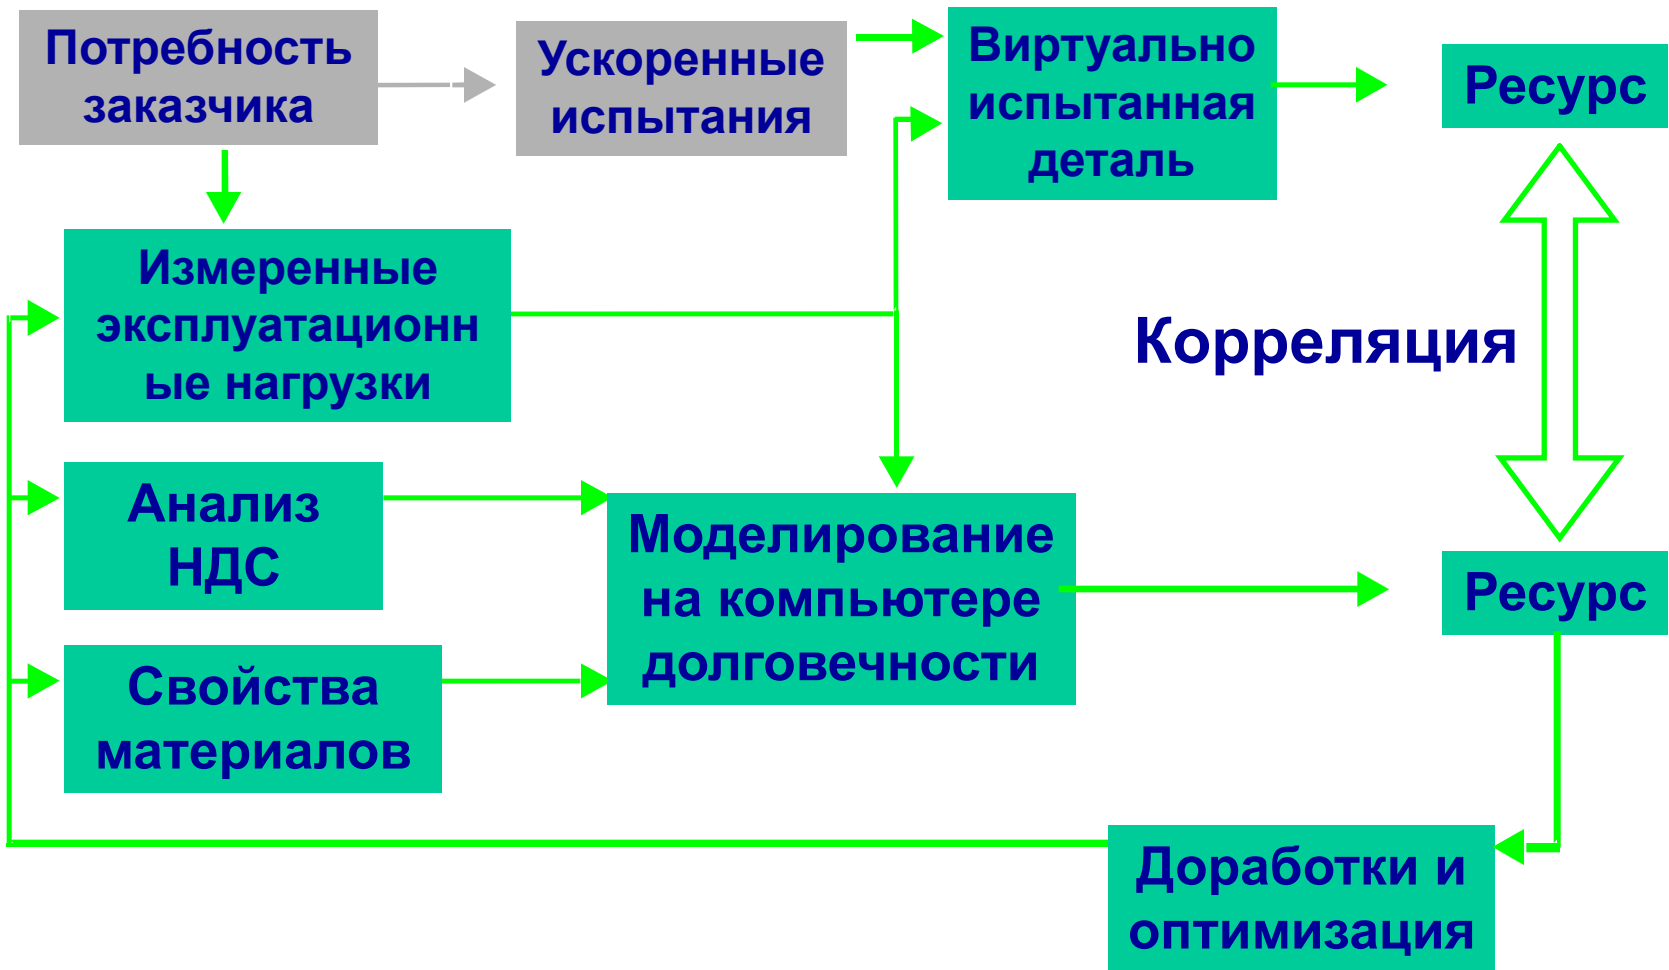 Потребность
заказчика
Ускоренные
испытания
Виртуально
испытанная
деталь
Ресурс
Измеренные
эксплуатационн
ые нагрузки
Корреляция
Анализ
НДС
Моделирование
на компьютере
долговечности
Ресурс
Свойства
материалов
Доработки и
оптимизация